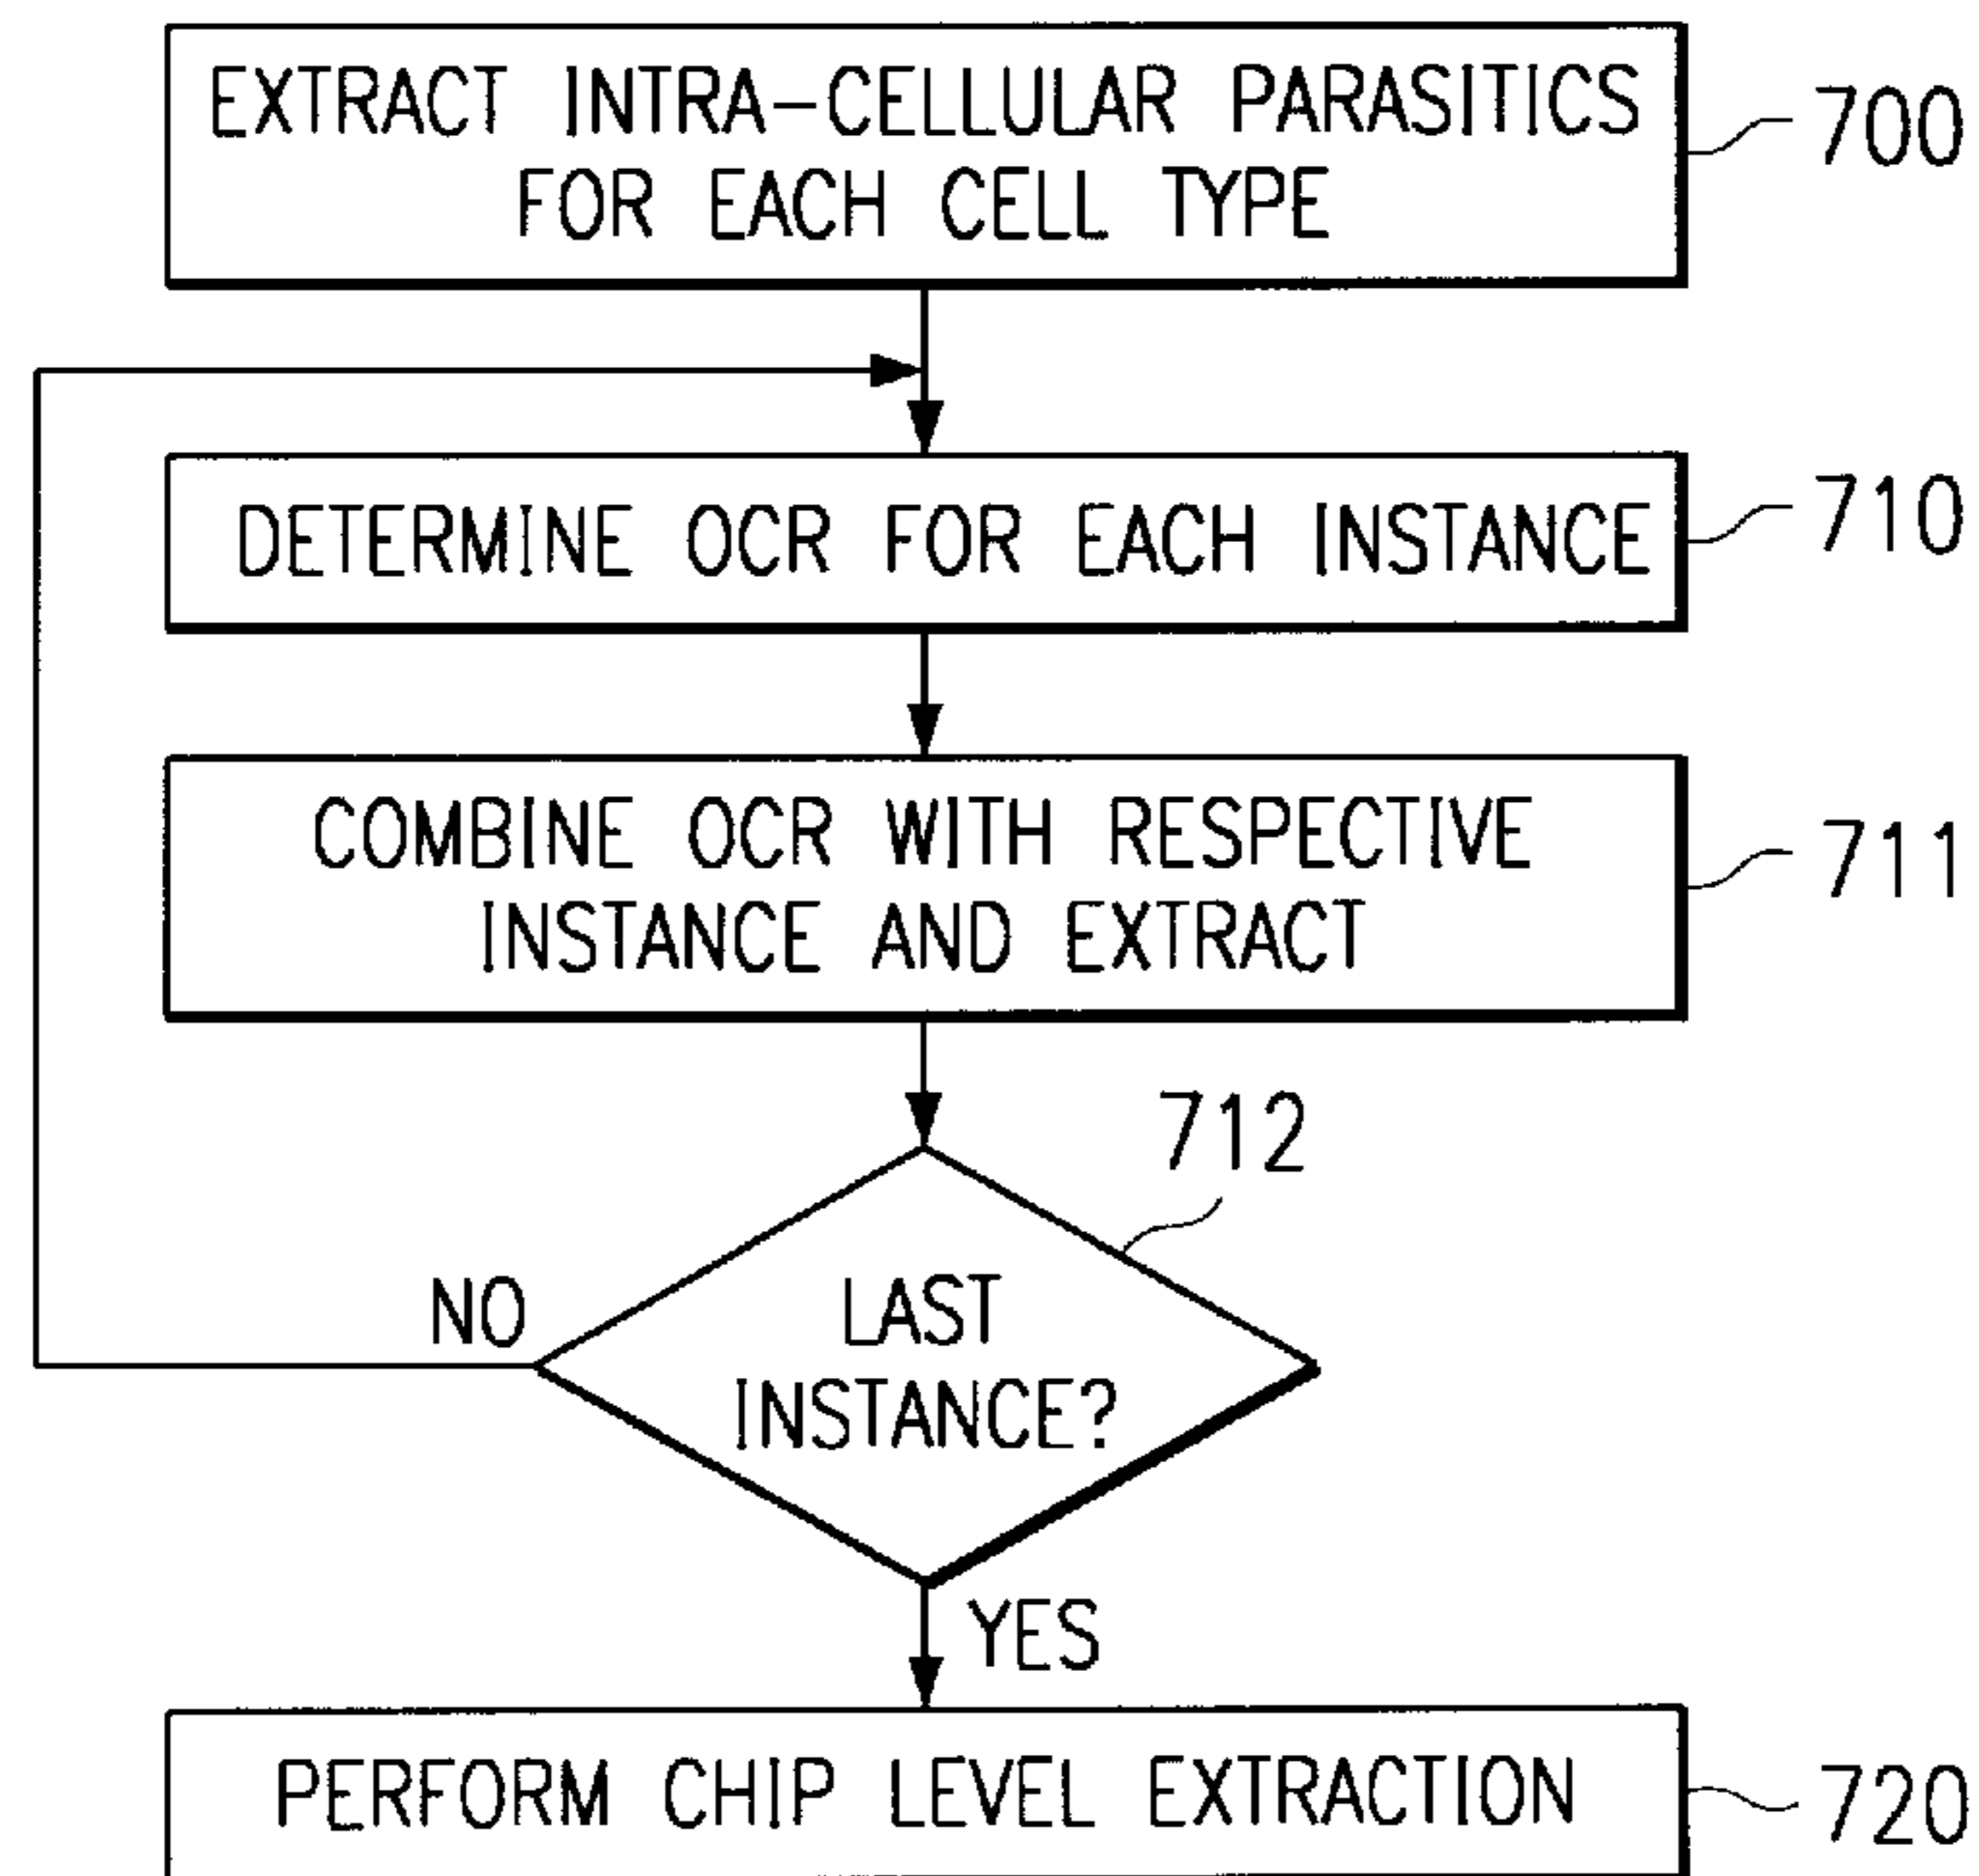 EXTRACT INTRA-CELLULAR PARASITICS
FOR EACH CELL TYPE
700
DETERMINE OCR FOR EACH INSTANCE
710
COMBINE OCR WITH RESPECTIVE
INSTANCE AND EXTRACT
711
712
NO
LAST
INSTANCE?
YES
PERFORM CHIP LEVEL EXTRACTION
720